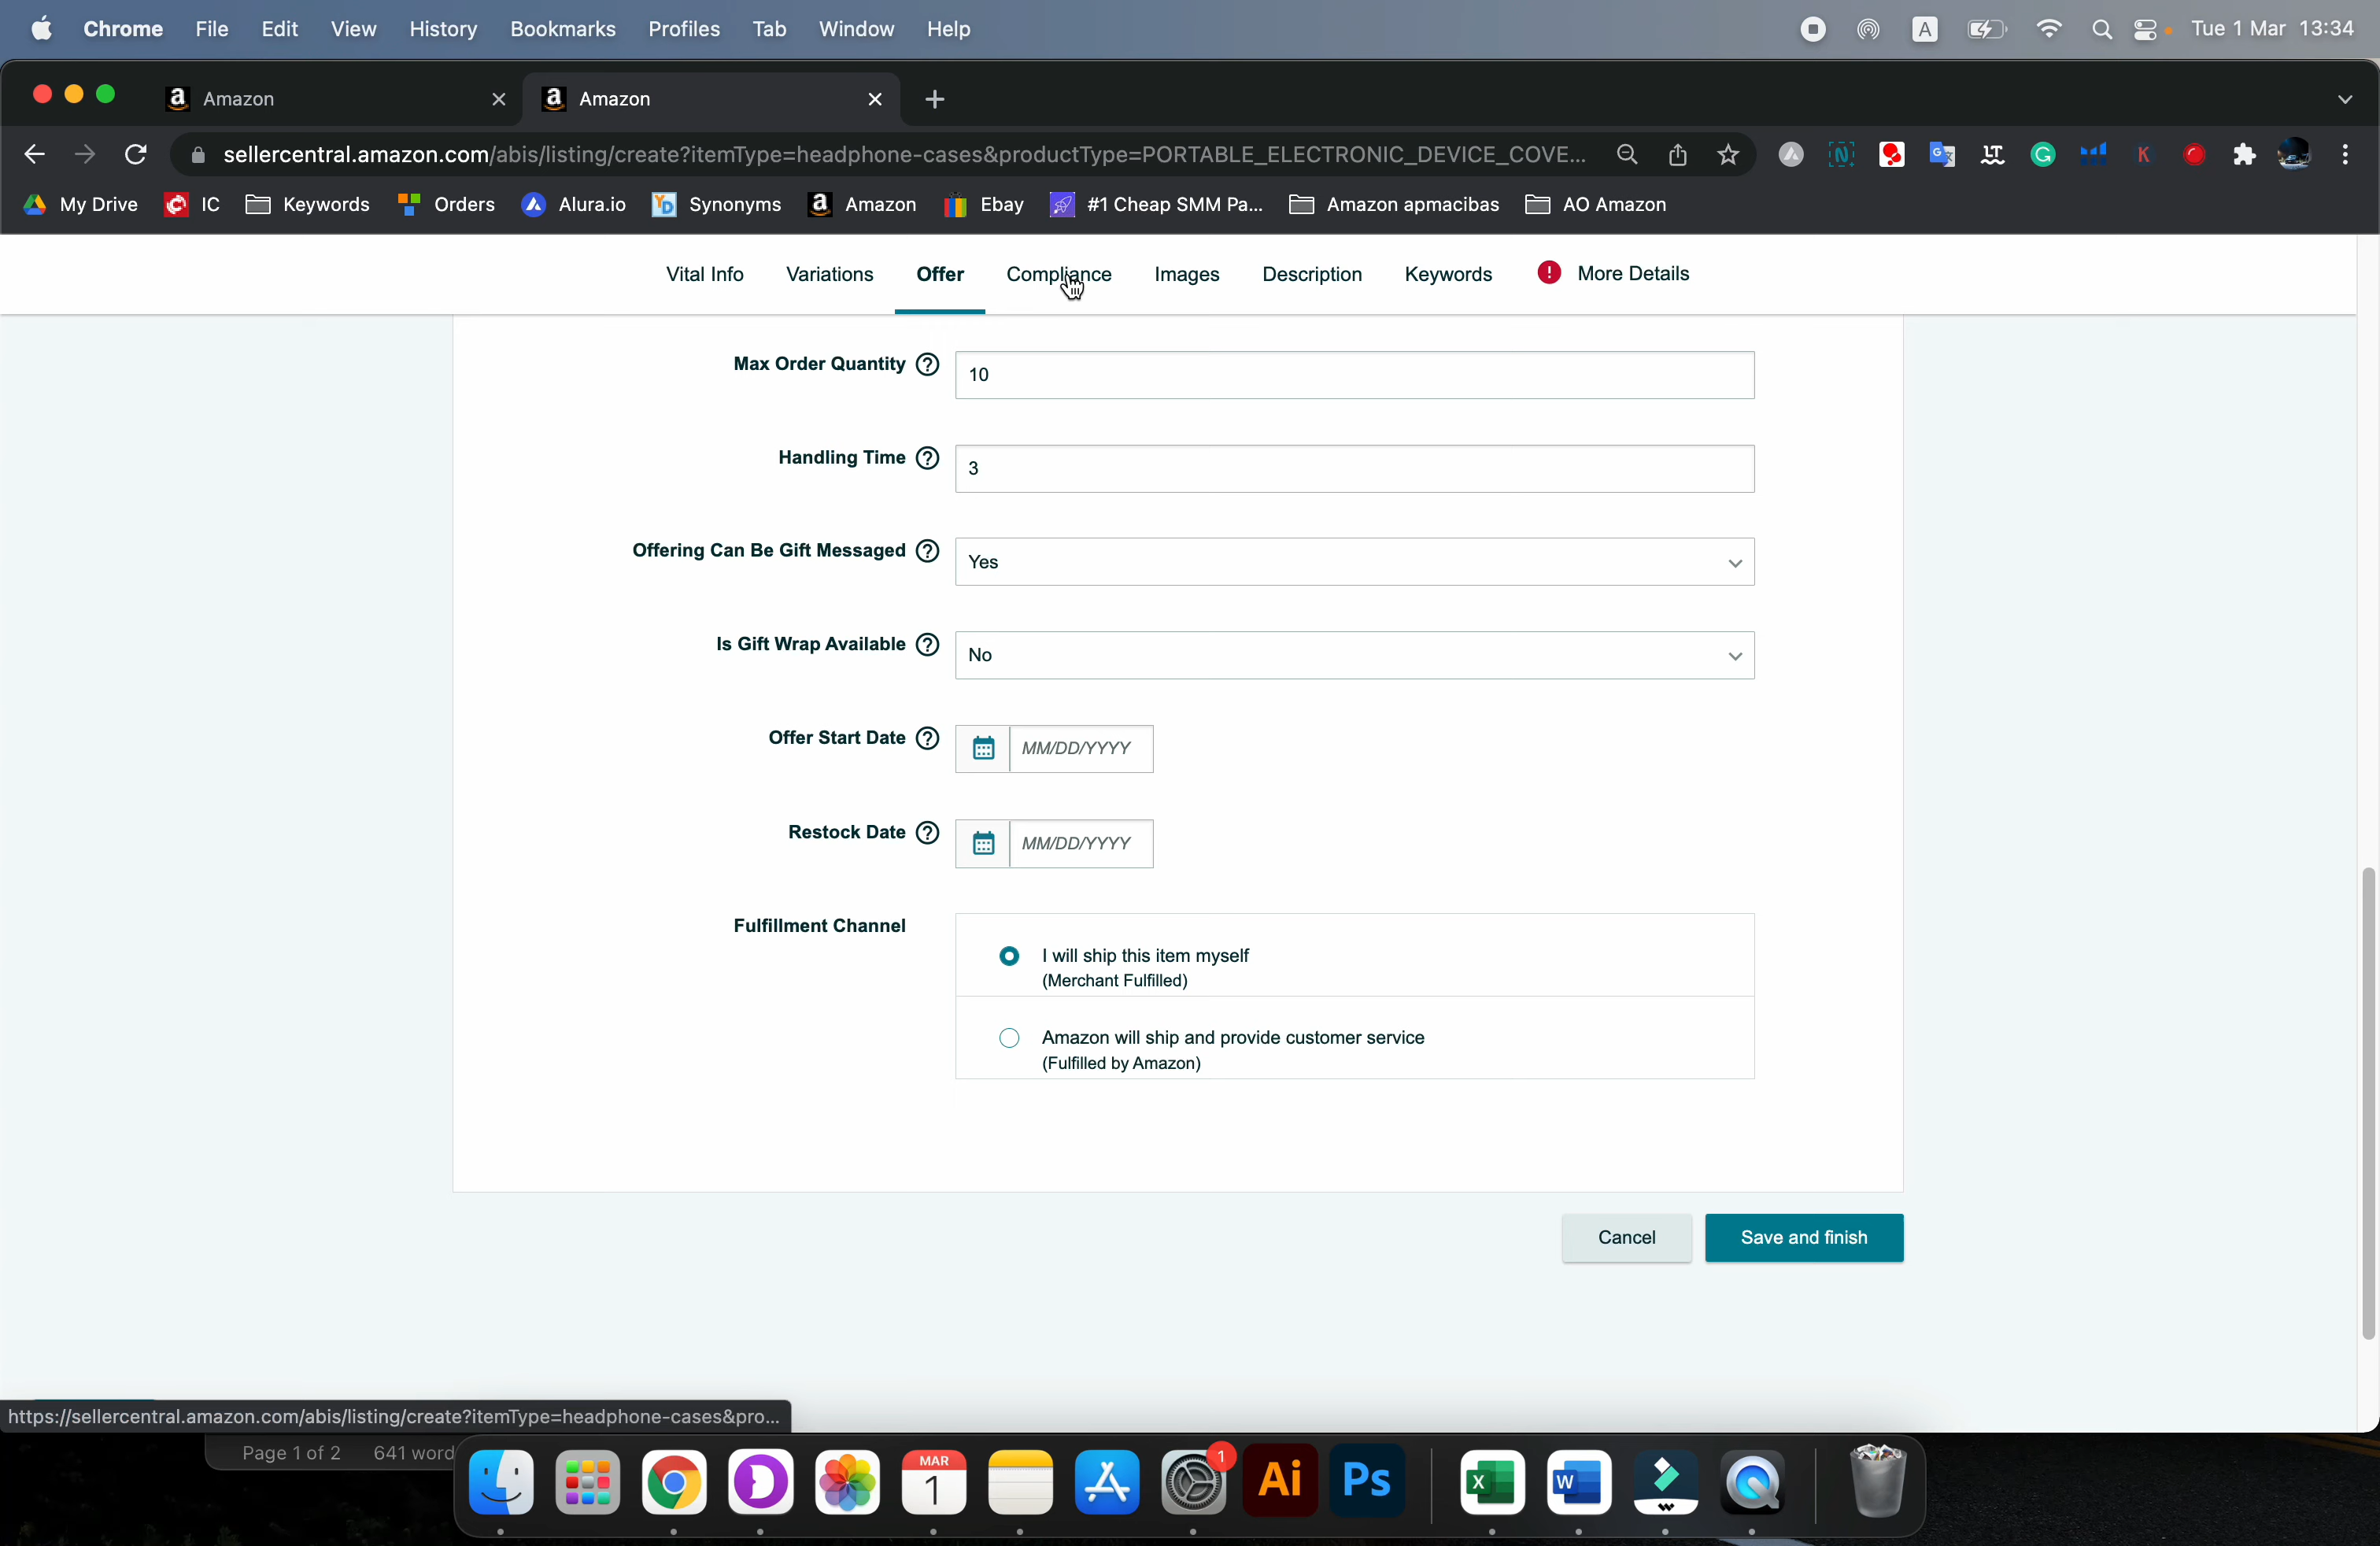 Chrome File Edit View History Bookmarks Profiles Tab Window Help A Tue 1 Mar 13:34
Amazon Amazon
sellercentral.amazon.com/abis/listing/create?itemType=headphone-cases&productType=PORTABLE_ELECTRONIC_DEVICE_COVE...
My Drive IC Keywords Orders Alura.io Synonyms Amazon Ebay #1 Cheap SMM Pa... Amazon apmacibas AO Amazon
Vital Info Variations Offer Compliance Images Description Keywords ! More Details
Max Order Quantity ? 10
Handling Time ? 3
Offering Can Be Gift Messaged ? Yes
Is Gift Wrap Available ? No
Offer Start Date ? MM/DD/YYYY
Restock Date ? MM/DD/YYYY
Fulfillment Channel
I will ship this item myself
(Merchant Fulfilled)
Amazon will ship and provide customer service
(Fulfilled by Amazon)
Cancel Save and finish
https://sellercentral.amazon.com/abis/listing/create?itemType=headphone-cases&pro...
Page 1 of 2 641 word
MAR
1
1
Ai Ps X W